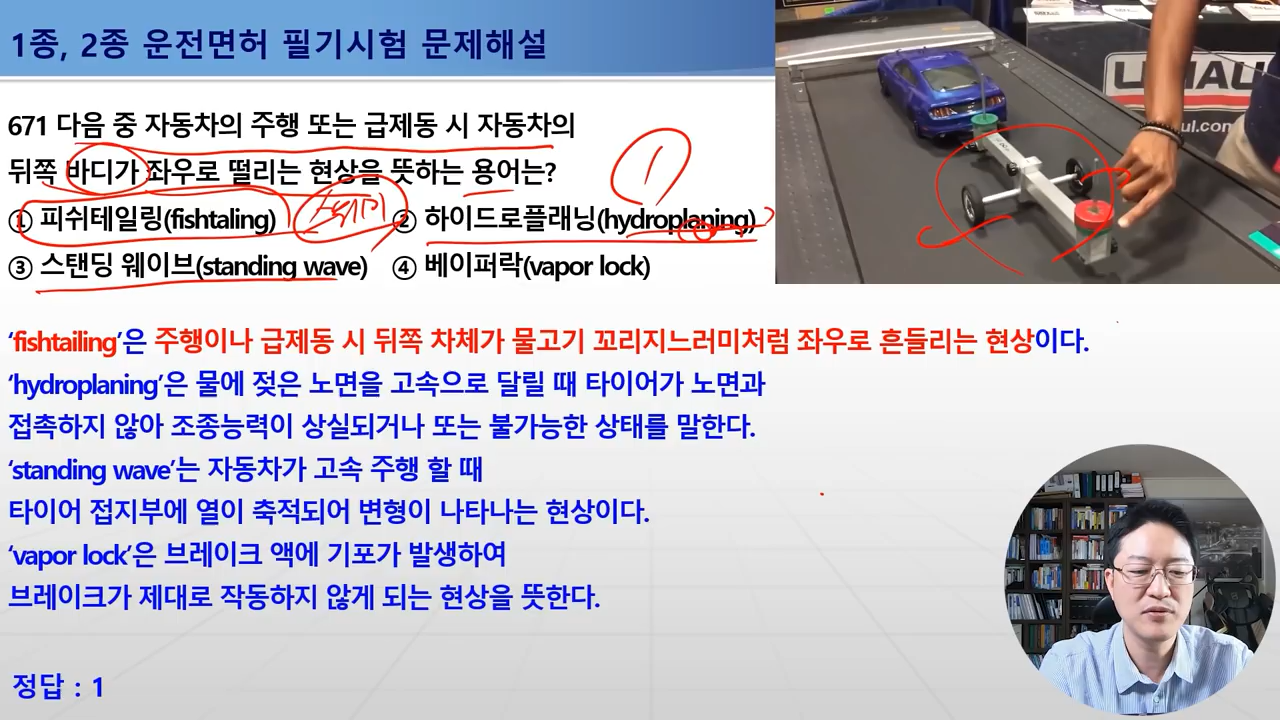 1종, 2종 운전면허 필기시험 문제해설
671 다음 중 자동차의 주행 또는 급제동 시 자동차의
뒤쪽 바디가 좌우로 떨리는 현상을 뜻하는 용어는?
1
① 피쉬테일링(fishtaling) ② 하이드로플래닝(hydroplaning)
③ 스탠딩 웨이브(standing wave) ④ 베이퍼락(vapor lock)
UHAUL
ul.com
‘fishtailing’은 주행이나 급제동 시 뒤쪽 차체가 물고기 꼬리지느러미처럼 좌우로 흔들리는 현상이다.
‘hydroplaning’은 물에 젖은 노면을 고속으로 달릴 때 타이어가 노면과
접촉하지 않아 조종능력이 상실되거나 또는 불가능한 상태를 말한다.
‘standing wave’는 자동차가 고속 주행 할 때
타이어 접지부에 열이 축적되어 변형이 나타나는 현상이다.
‘vapor lock’은 브레이크 액에 기포가 발생하여
브레이크가 제대로 작동하지 않게 되는 현상을 뜻한다.
정답 : 1